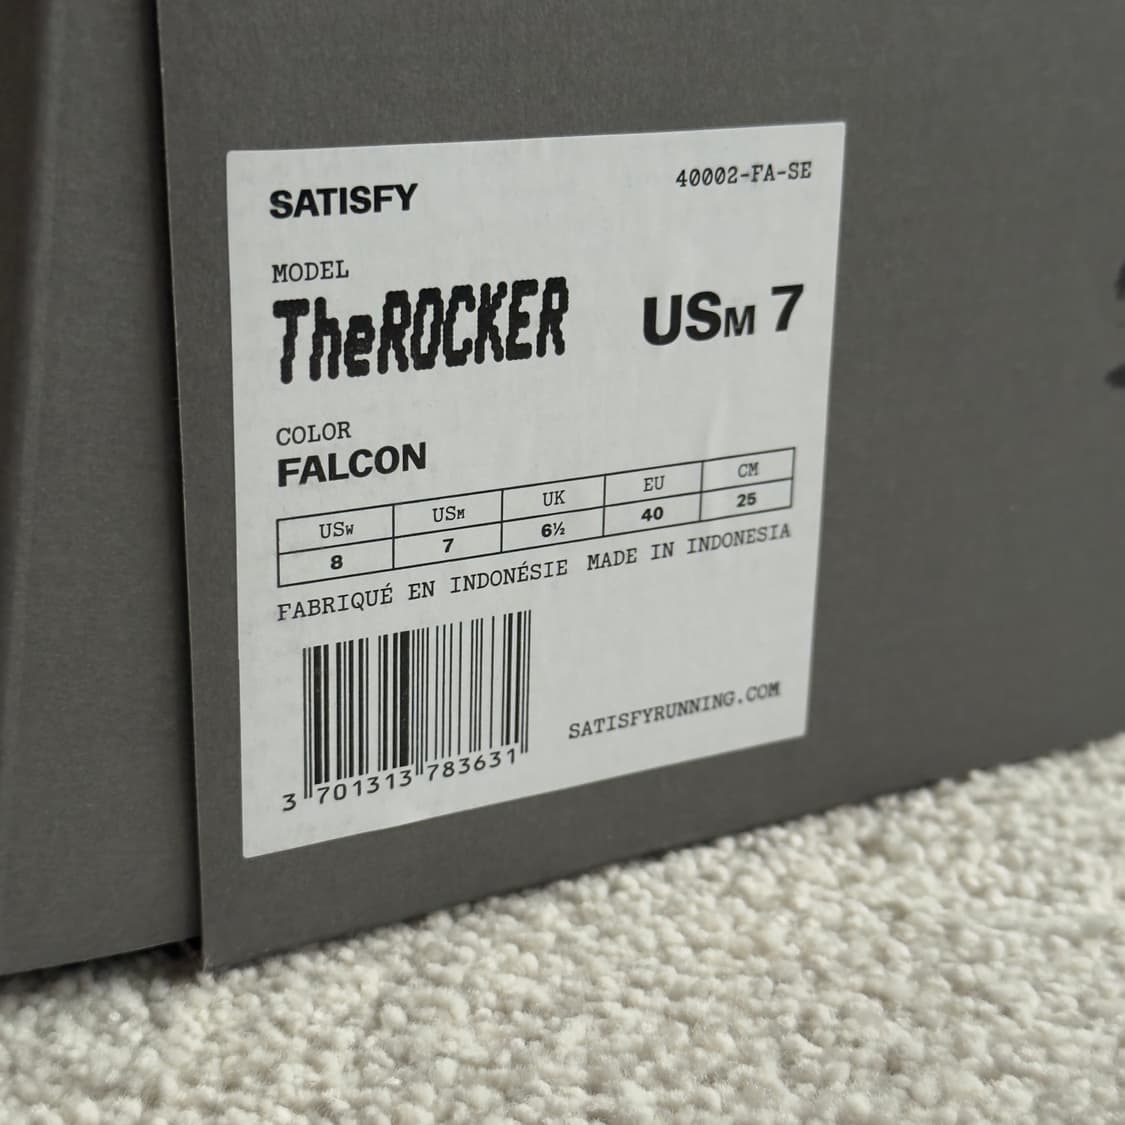 SATISFY
40002-FA-SE
MODEL
TheROCKER
USM 7
COLOR
FALCON
USW USM UK EU CM
8 7 6½ 40 25
FABRIQUÉ EN INDONÉSIE MADE IN INDONESIA
SATISFYRUNNING.COM
3 701313 783631